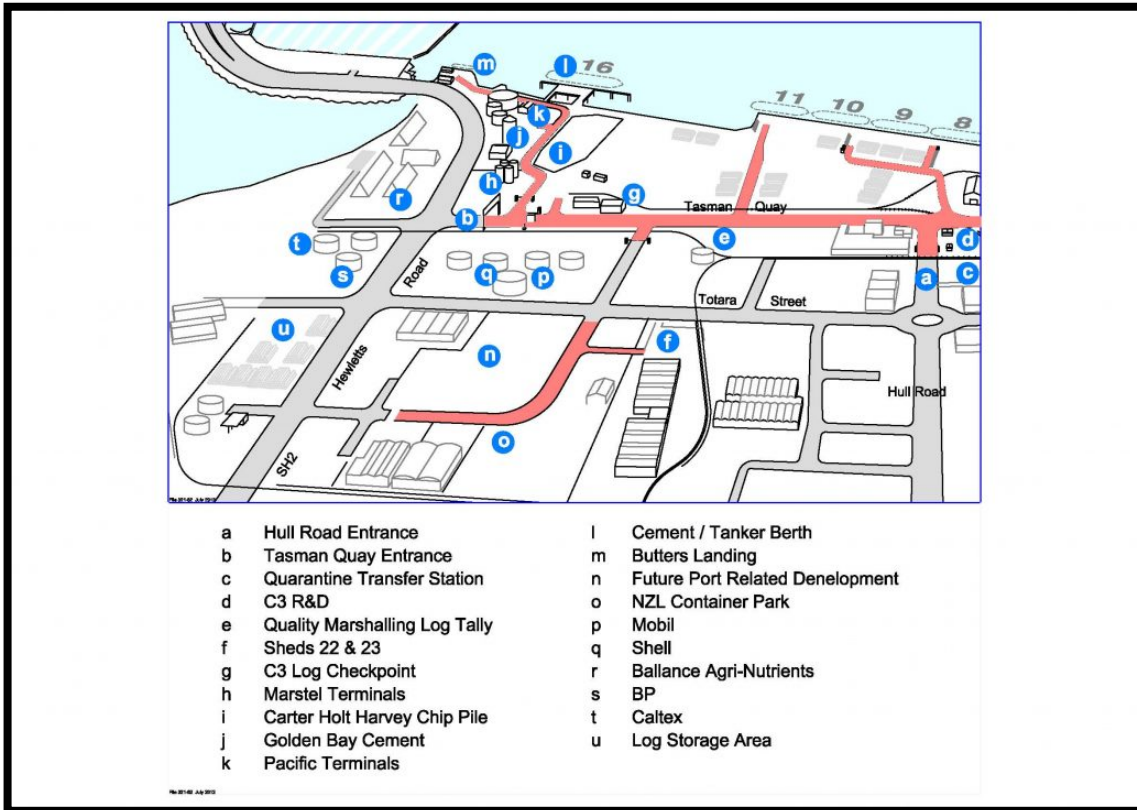 m
l
16
11
10
9
8
k
j
i
r
h
g
Tasman Quay
b
t
e
d
s
Road
q
p
a
c
Totara Street
u
n
f
Hewletts
Hull Road
o
SH2
a Hull Road Entrance
b Tasman Quay Entrance
c Quarantine Transfer Station
d C3 R&D
e Quality Marshalling Log Tally
f Sheds 22 & 23
g C3 Log Checkpoint
h Marstel Terminals
i Carter Holt Harvey Chip Pile
j Golden Bay Cement
k Pacific Terminals
l Cement / Tanker Berth
m Butters Landing
n Future Port Related Denelopment
o NZL Container Park
p Mobil
q Shell
r Ballance Agri-Nutrients
s BP
t Caltex
u Log Storage Area